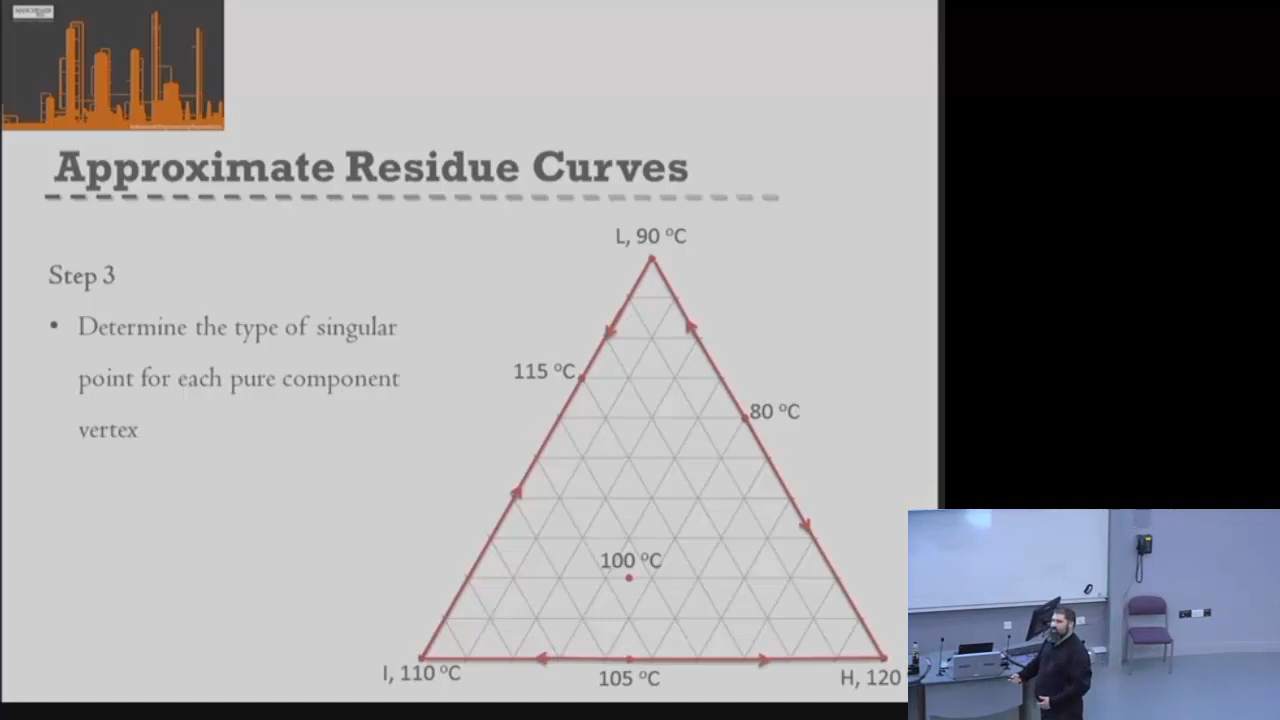 MANCHESTER
Approximate Residue Curves
L, 90 °C
Step 3
• Determine the type of singular
point for each pure component
vertex
115 °C
80 °C
100 °C
I, 110 °C
105 °C
H, 120